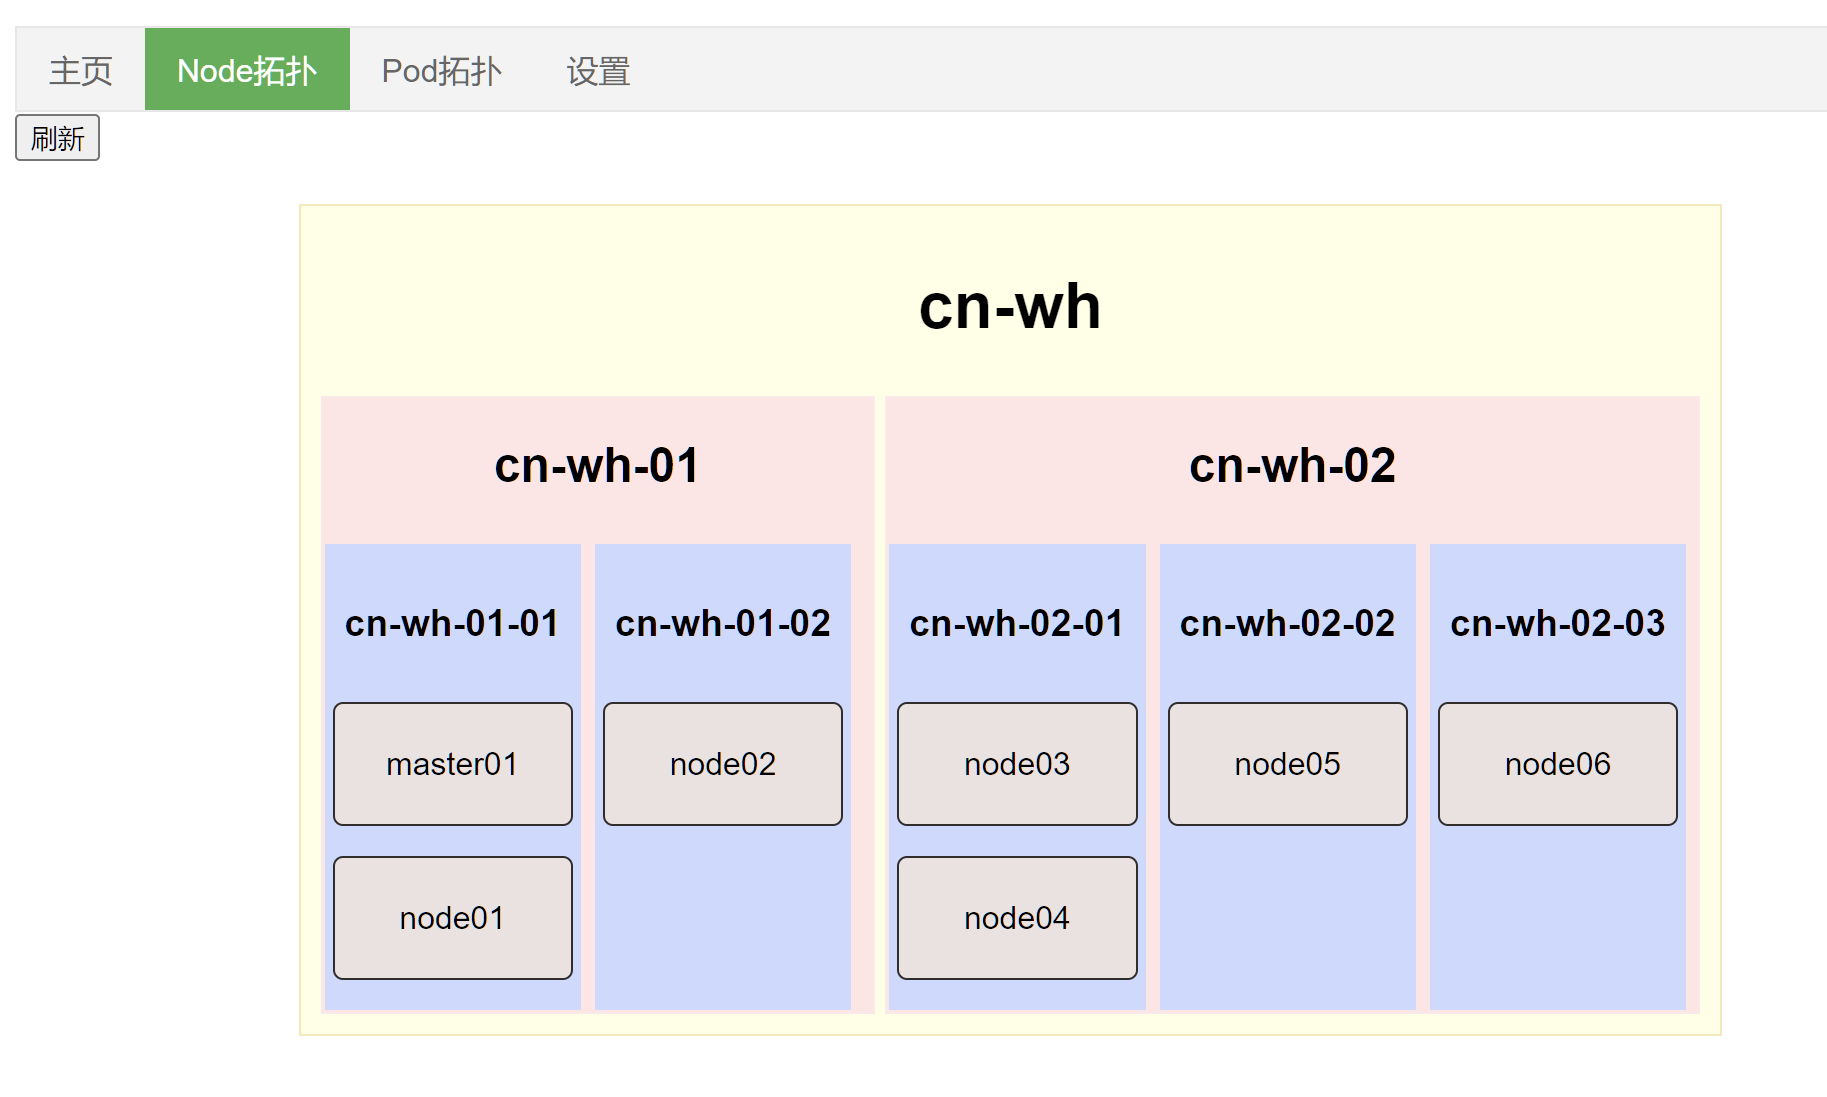 主页 Node拓扑 Pod拓扑 设置
刷新
cn-wh
cn-wh-01 cn-wh-02
cn-wh-01-01 cn-wh-01-02 cn-wh-02-01 cn-wh-02-02 cn-wh-02-03
master01 node02 node03 node05 node06
node01 node04